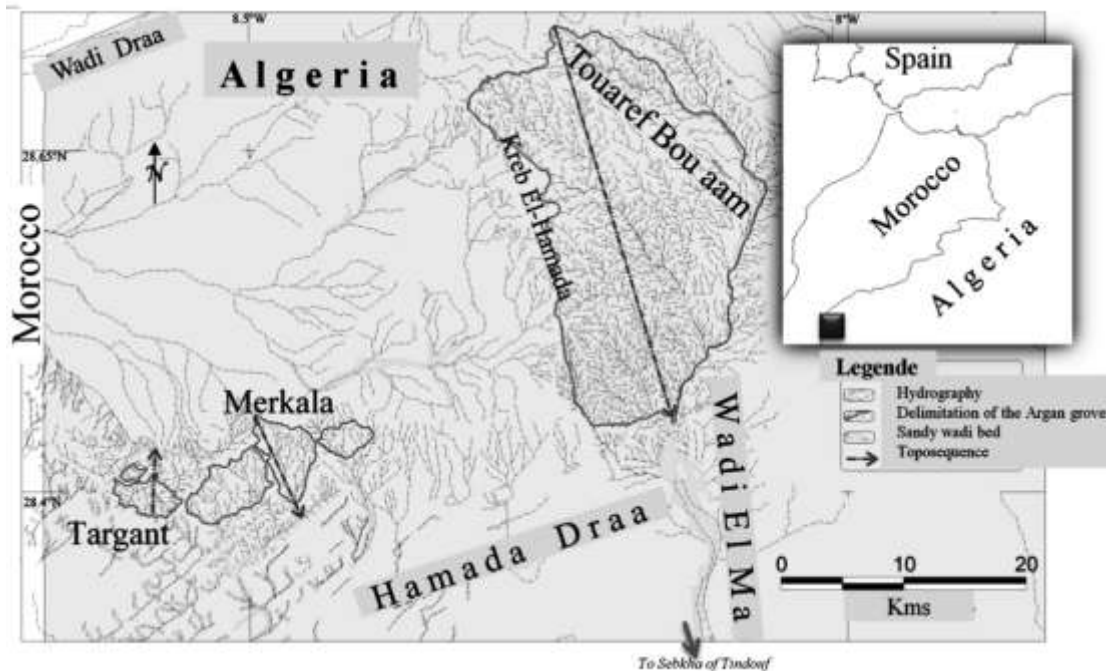 8.5°W
8°W
Wadi Draa
Algeria
Spain
Touaref Bou aam
28.65°N
N
Kreb El-Hamada
Morocco
Morocco
Algeria
Legende
Hydrography
Delimitation of the Argan grove
Sandy wadi bed
Toposequence
Merkala
28.4°N
Targant
Hamada Draa
Wadi El Ma
0 10 20
Kms
To Sebkha of Tindouf